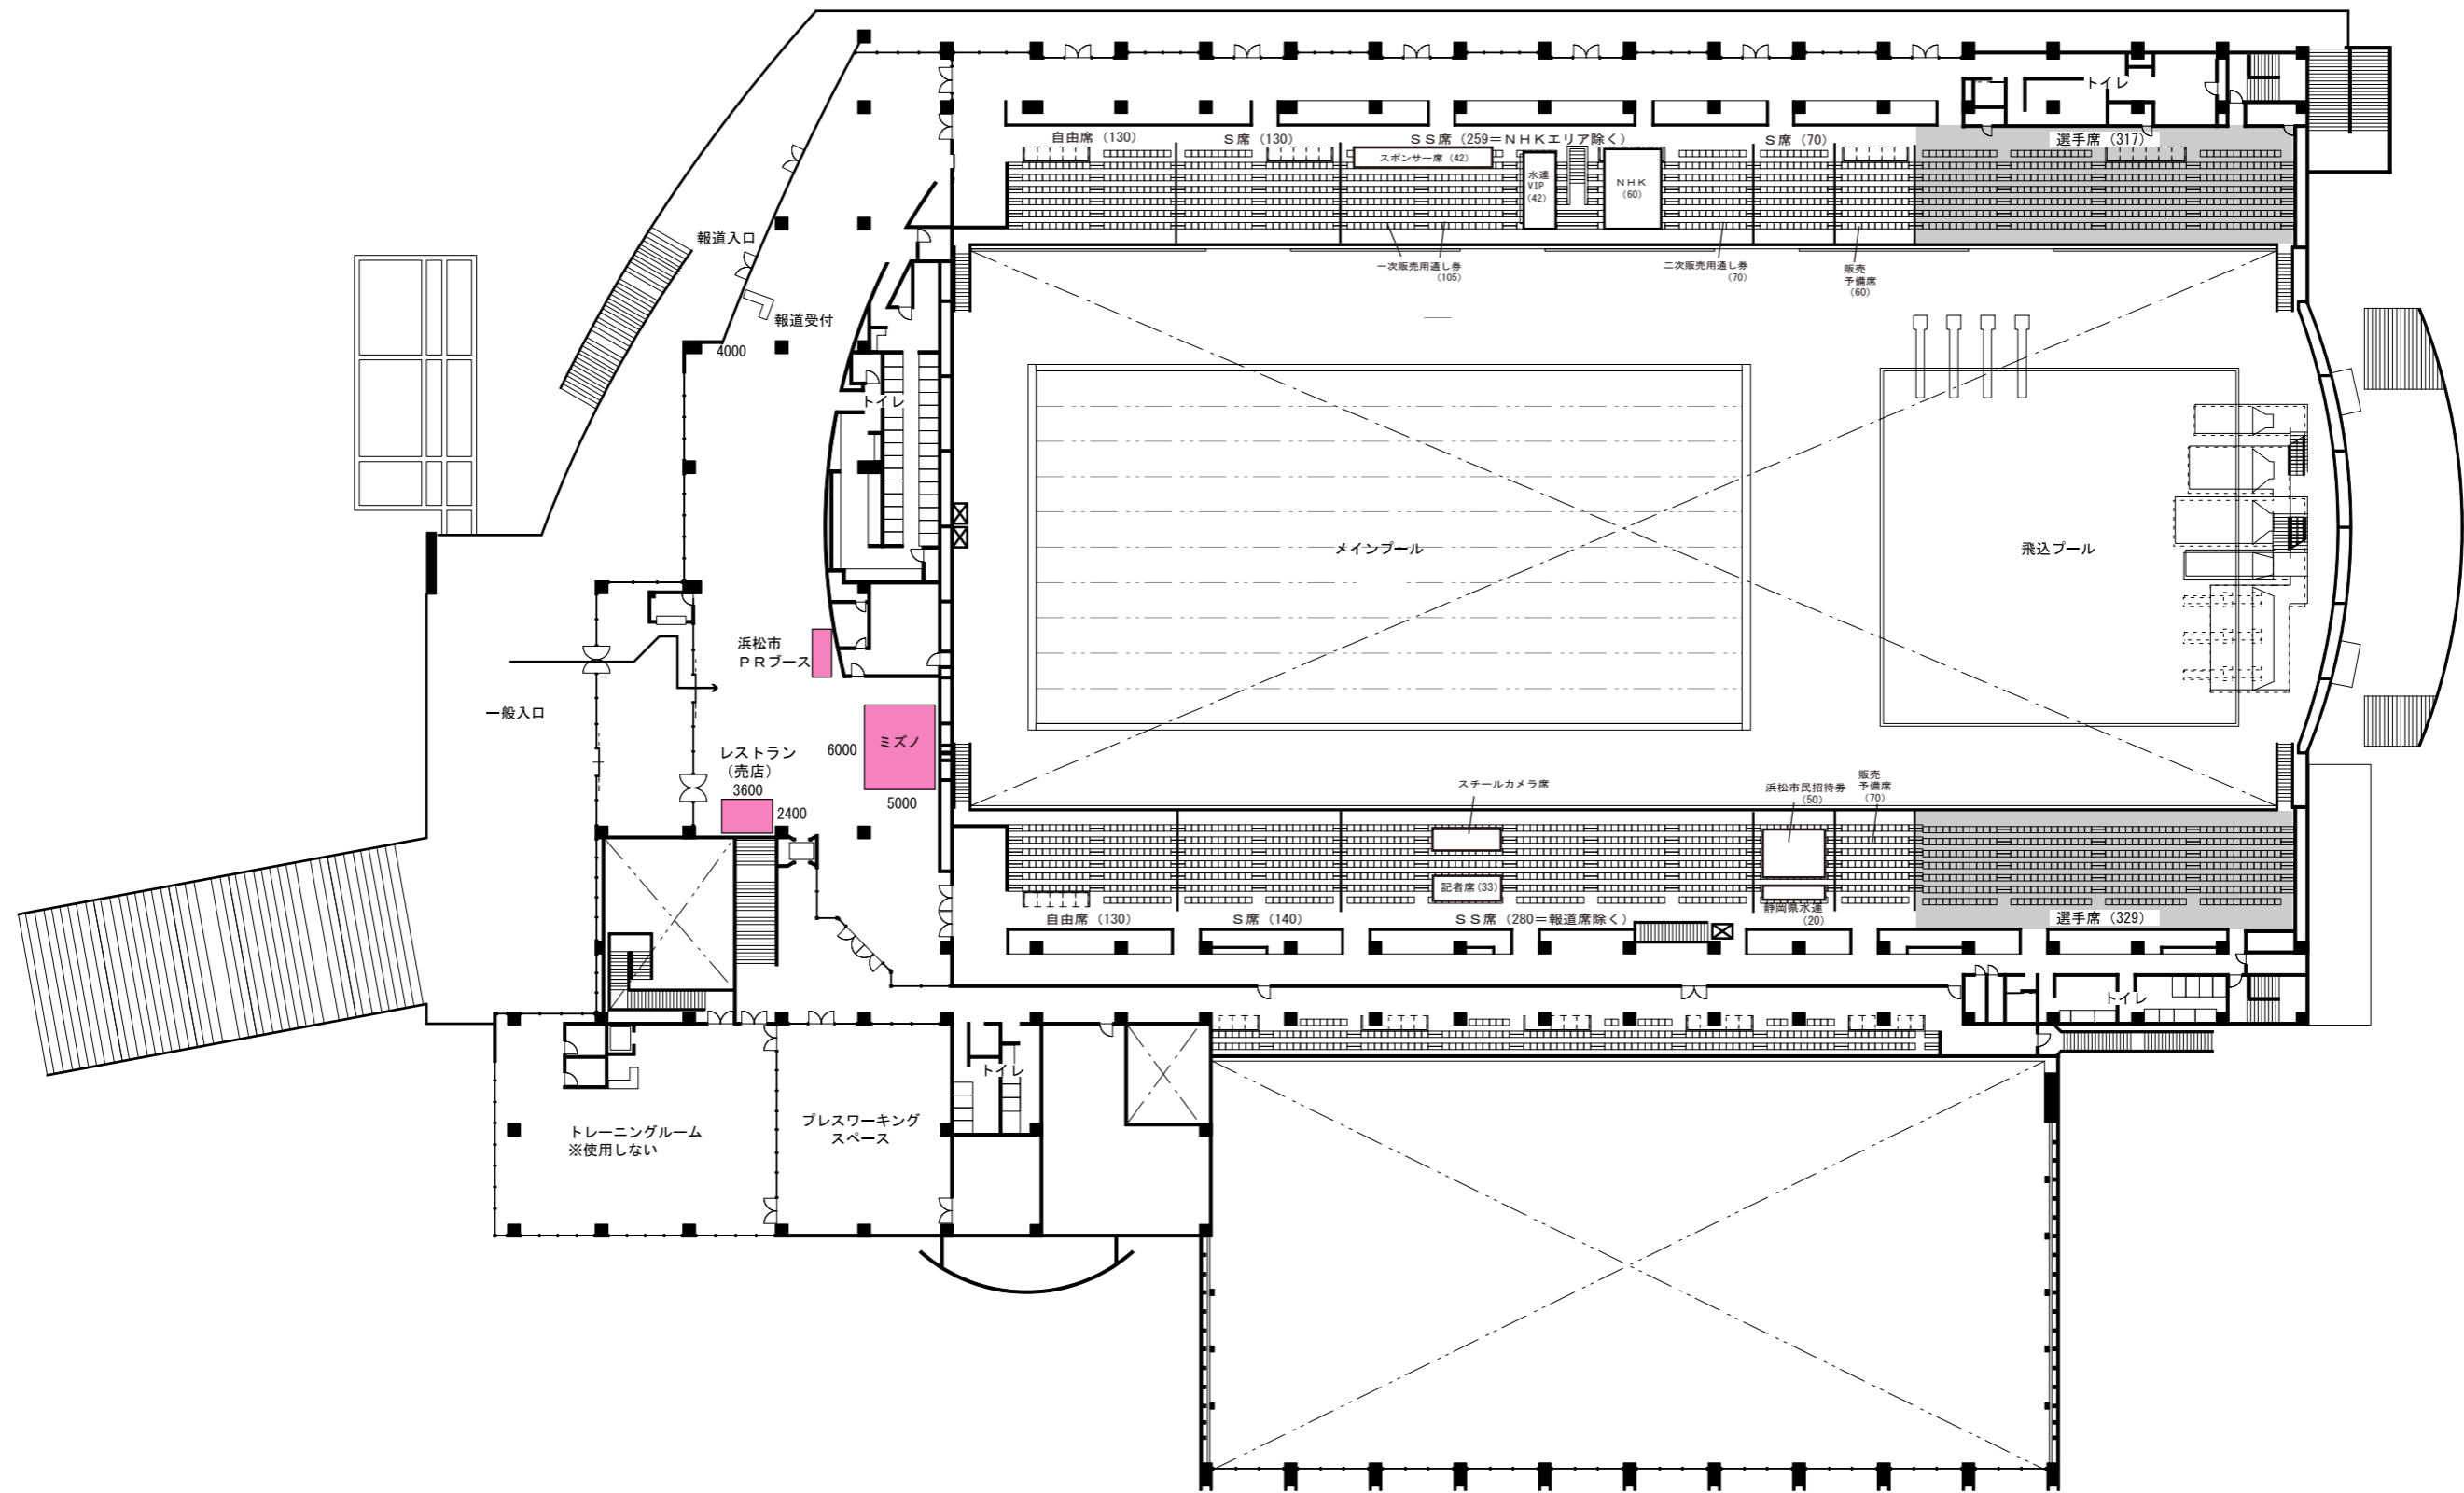 トイレ
自由席（130）
Ｓ席（130）
ＳＳ席（259＝ＮＨＫエリア除く）
Ｓ席（70）
選手席（317）
スポンサー席（42）
水連
VIP
(42)
ＮＨＫ
（60）
一次販売用通し券
（105）
二次販売用通し券
（70）
販売
予備席
（60）
報道入口
報道受付
4000
トイレ
メインプール
飛込プール
浜松市
ＰＲブース
一般入口
ミズノ
6000
5000
レストラン
（売店）
3600
2400
スチールカメラ席
浜松市民招待券
（50）
販売
予備席
（70）
記者席(33)
静岡県水連
（20）
自由席（130）
Ｓ席（140）
ＳＳ席（280＝報道席除く）
選手席（329）
トイレ
トイレ
プレスワーキング
スペース
トレーニングルーム
※使用しない